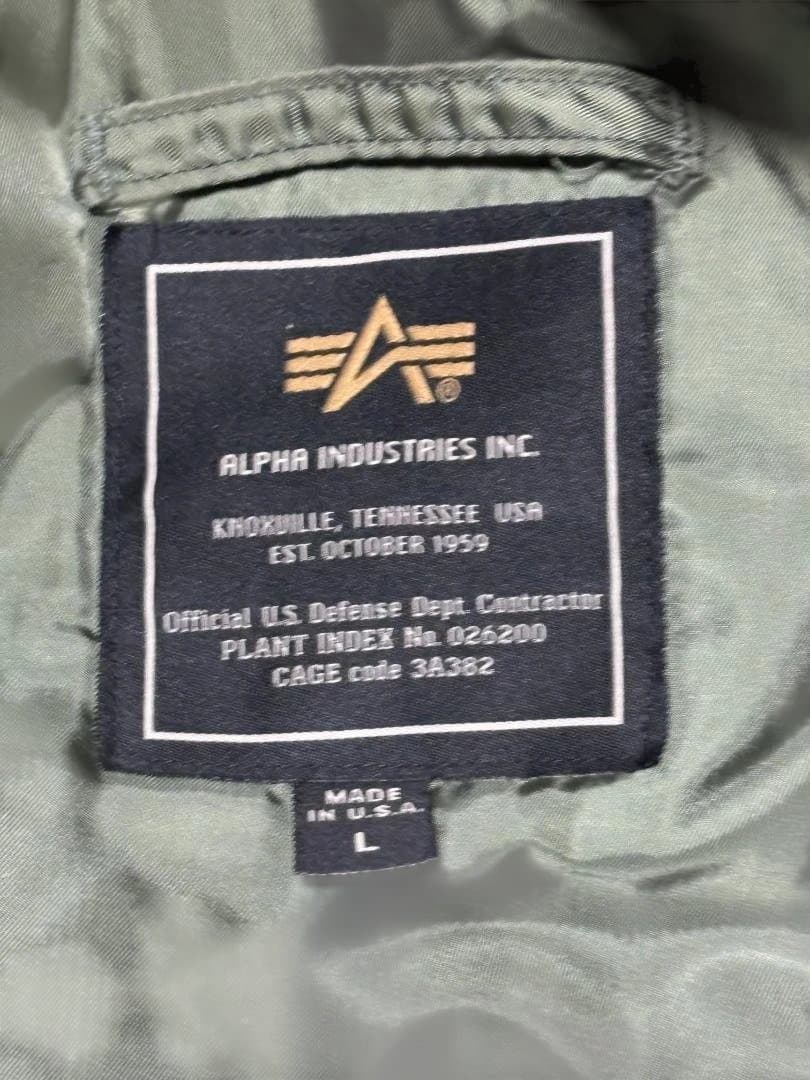 ALPHA INDUSTRIES INC.
KNOXVILLE, TENNESSEE USA
EST. OCTOBER 1959
Official U.S. Defense Dept. Contractor
PLANT INDEX No. 026200
CAGE code 3A382
MADE
IN U.S.A.
L